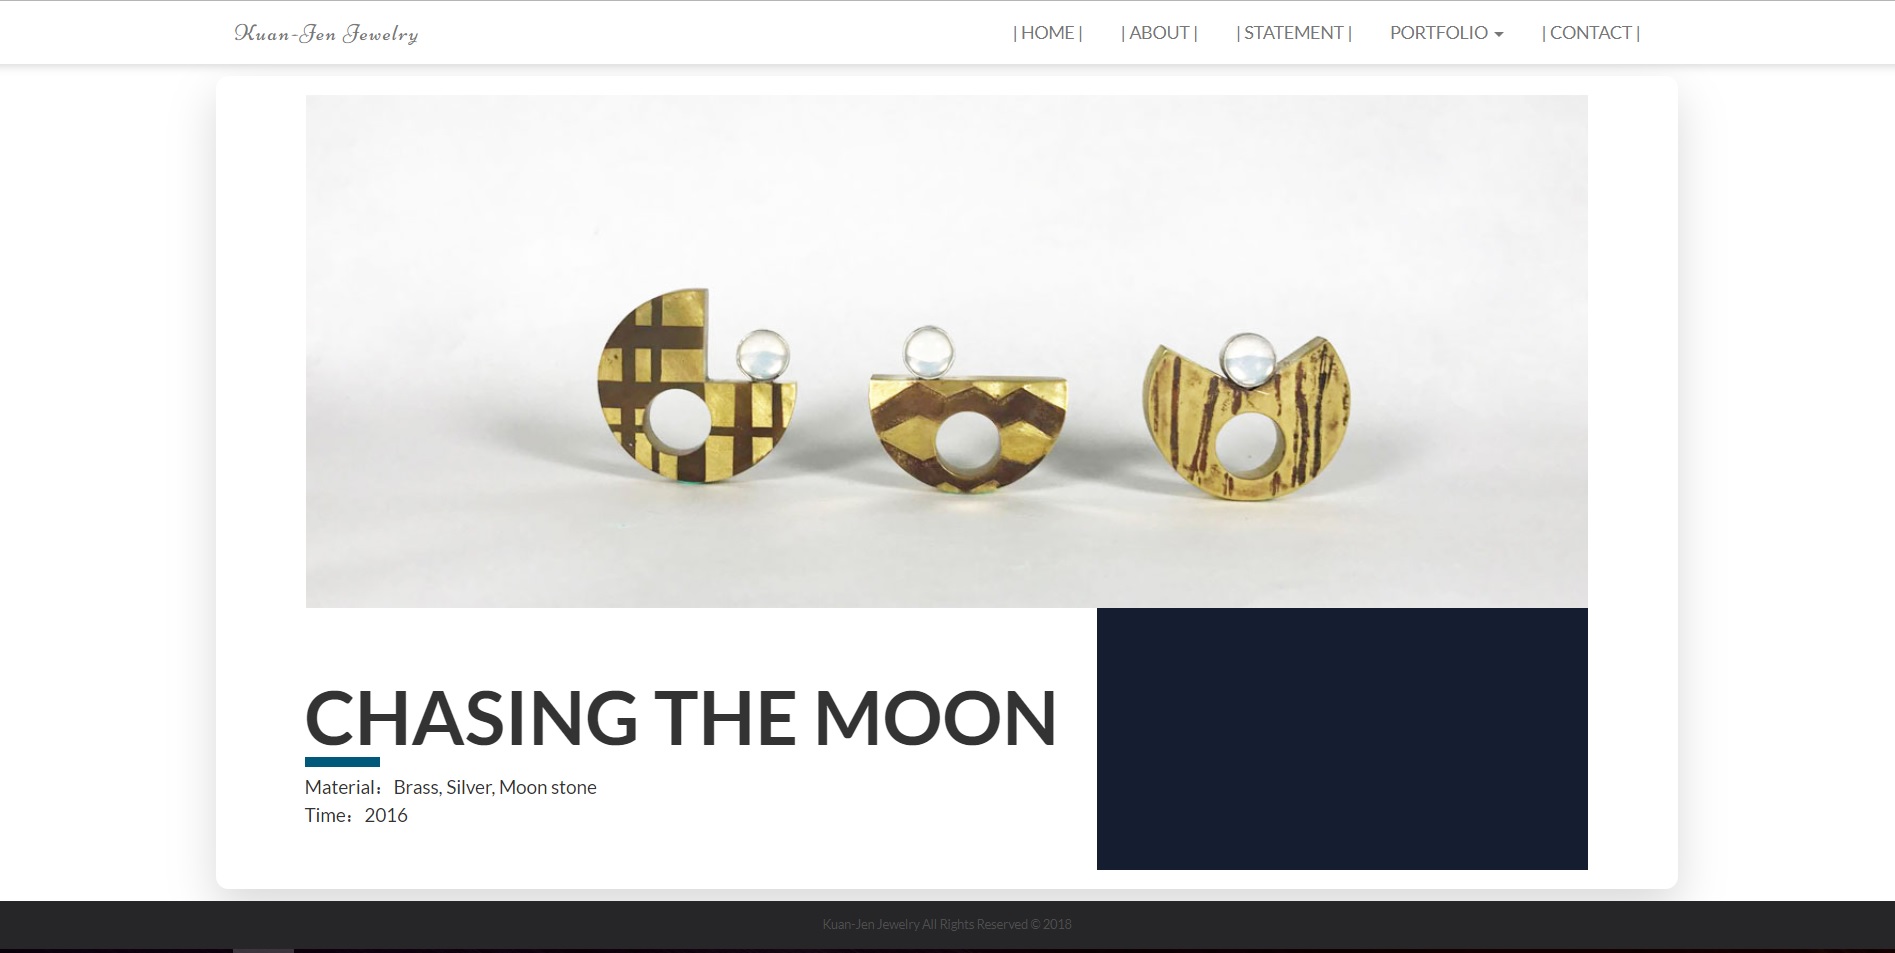 Kuan-Jen Jewelry
| HOME | | ABOUT | | STATEMENT | PORTFOLIO | CONTACT |
CHASING THE MOON
Material：Brass, Silver, Moon stone
Time：2016
Kuan-Jen Jewelry All Rights Reserved © 2018